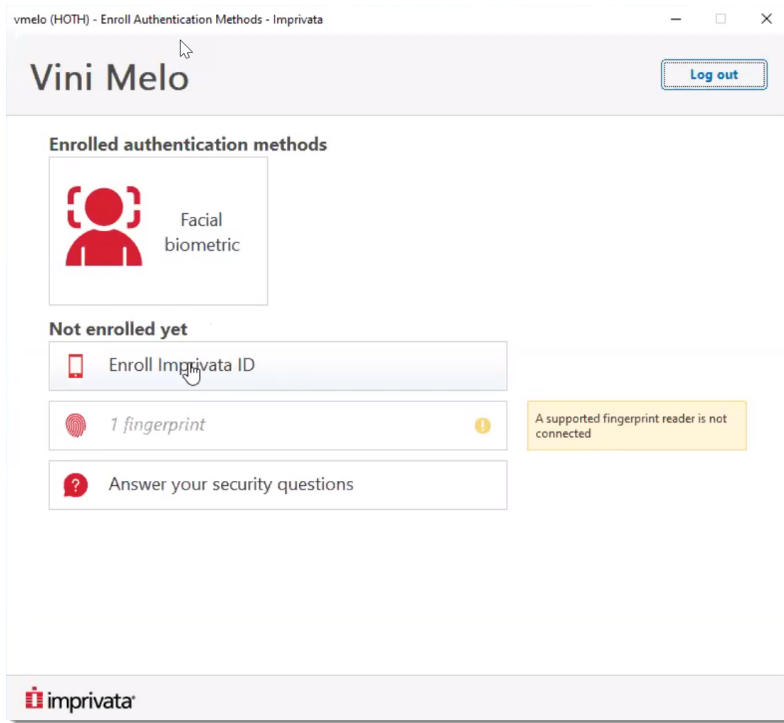 vmelo (HOTH) - Enroll Authentication Methods - Imprivata
Vini Melo
Log out
Enrolled authentication methods
Facial
biometric
Not enrolled yet
Enroll Imprivata ID
1 fingerprint
A supported fingerprint reader is not
connected
Answer your security questions
imprivata